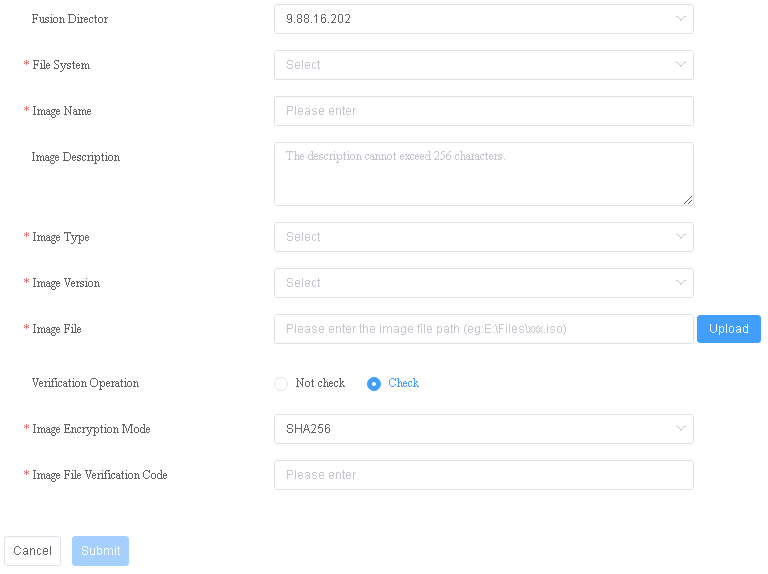 Fusion Director 9.88.16.202
* File System Select
* Image Name Please enter
Image Description The description cannot exceed 256 characters.
* Image Type Select
* Image Version Select
* Image File Please enter the image file path (eg:E:\Files\xxx.iso) Upload
Verification Operation Not check Check
* Image Encryption Mode SHA256
* Image File Verification Code Please enter
Cancel Submit